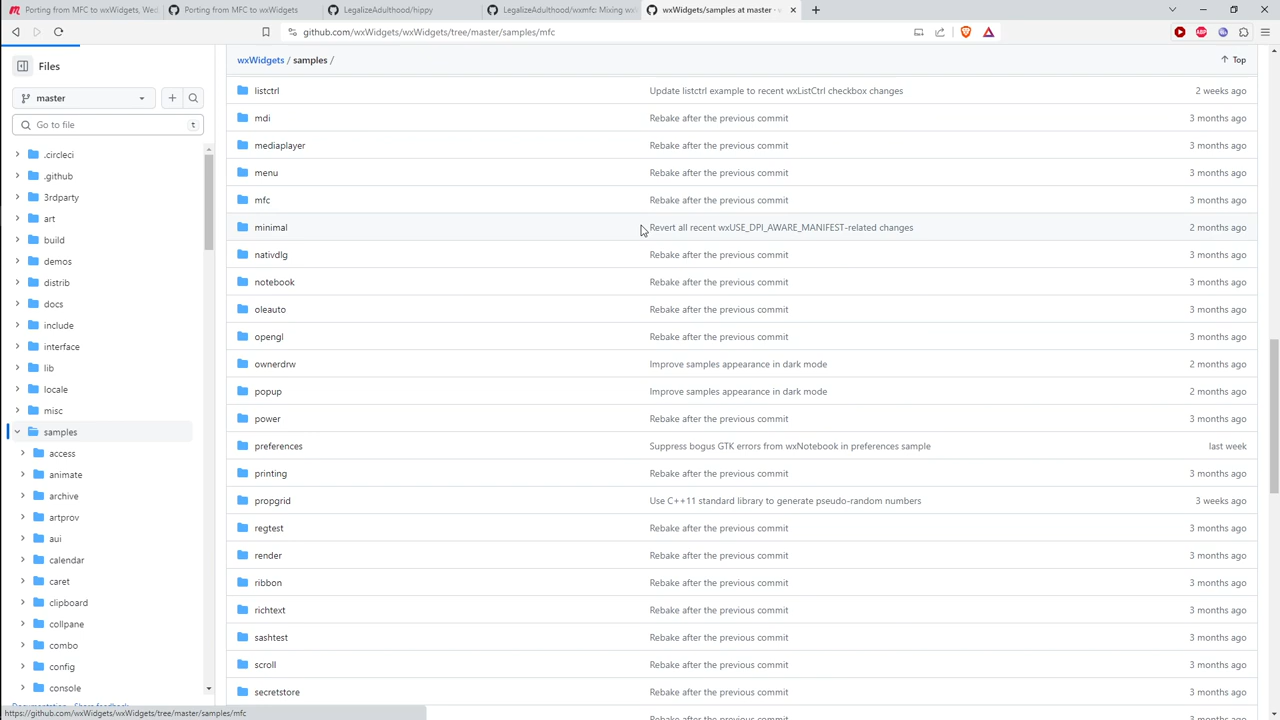 Porting from MFC to wxWidgets, Wed
Porting from MFC to wxWidgets
LegalizeAdulthood/hippy
LegalizeAdulthood/wxmfc: Mixing wx
wxWidgets/samples at master ·
github.com/wxWidgets/wxWidgets/tree/master/samples/mfc
Files
master
Go to file
t
.circleci
.github
3rdparty
art
build
demos
distrib
docs
include
interface
lib
locale
misc
samples
access
animate
archive
artprov
aui
calendar
caret
clipboard
collpane
combo
config
console
wxWidgets / samples /
Top
listctrl Update listctrl example to recent wxListCtrl checkbox changes 2 weeks ago
mdi Rebake after the previous commit 3 months ago
mediaplayer Rebake after the previous commit 3 months ago
menu Rebake after the previous commit 3 months ago
mfc Rebake after the previous commit 3 months ago
minimal Revert all recent wxUSE_DPI_AWARE_MANIFEST-related changes 2 months ago
nativdlg Rebake after the previous commit 3 months ago
notebook Rebake after the previous commit 3 months ago
oleauto Rebake after the previous commit 3 months ago
opengl Rebake after the previous commit 3 months ago
ownerdrw Improve samples appearance in dark mode 2 months ago
popup Improve samples appearance in dark mode 2 months ago
power Rebake after the previous commit 3 months ago
preferences Suppress bogus GTK errors from wxNotebook in preferences sample last week
printing Rebake after the previous commit 3 months ago
propgrid Use C++11 standard library to generate pseudo-random numbers 3 weeks ago
regtest Rebake after the previous commit 3 months ago
render Rebake after the previous commit 3 months ago
ribbon Rebake after the previous commit 3 months ago
richtext Rebake after the previous commit 3 months ago
sashtest Rebake after the previous commit 3 months ago
scroll Rebake after the previous commit 3 months ago
secretstore Rebake after the previous commit 3 months ago
Rebake after the previous commit 3 months ago
Documentation · Share feedback
https://github.com/wxWidgets/wxWidgets/tree/master/samples/mfc